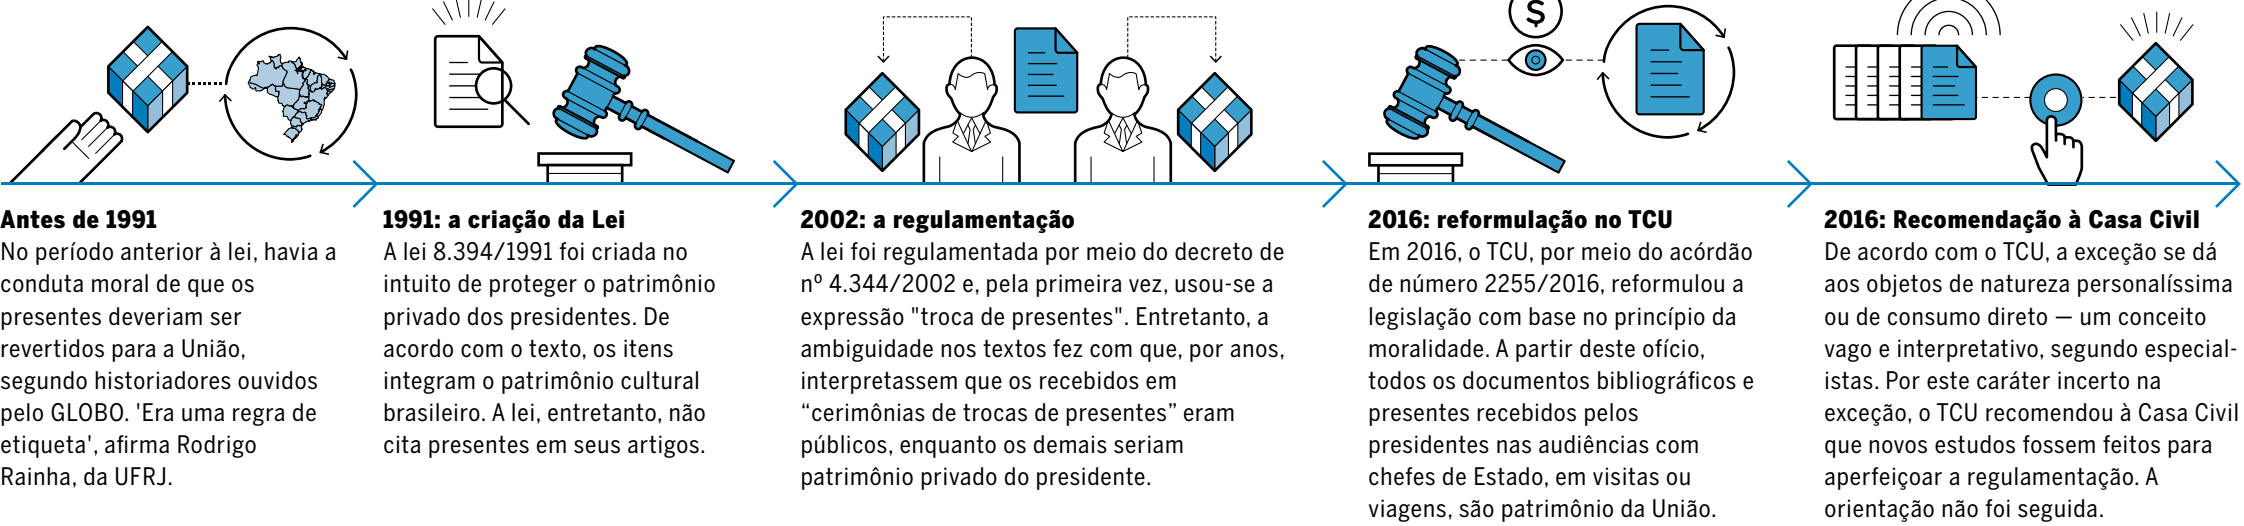 $
Antes de 1991
No período anterior à lei, havia a
conduta moral de que os
presentes deveriam ser
revertidos para a União,
segundo historiadores ouvidos
pelo GLOBO. 'Era uma regra de
etiqueta', afirma Rodrigo
Rainha, da UFRJ.
1991: a criação da Lei
A lei 8.394/1991 foi criada no
intuito de proteger o patrimônio
privado dos presidentes. De
acordo com o texto, os itens
integram o patrimônio cultural
brasileiro. A lei, entretanto, não
cita presentes em seus artigos.
2002: a regulamentação
A lei foi regulamentada por meio do decreto de
nº 4.344/2002 e, pela primeira vez, usou-se a
expressão "troca de presentes". Entretanto, a
ambiguidade nos textos fez com que, por anos,
interpretassem que os recebidos em
“cerimônias de trocas de presentes” eram
públicos, enquanto os demais seriam
patrimônio privado do presidente.
2016: reformulação no TCU
Em 2016, o TCU, por meio do acórdão
de número 2255/2016, reformulou a
legislação com base no princípio da
moralidade. A partir deste ofício,
todos os documentos bibliográficos e
presentes recebidos pelos
presidentes nas audiências com
chefes de Estado, em visitas ou
viagens, são patrimônio da União.
2016: Recomendação à Casa Civil
De acordo com o TCU, a exceção se dá
aos objetos de natureza personalíssima
ou de consumo direto — um conceito
vago e interpretativo, segundo especial-
istas. Por este caráter incerto na
exceção, o TCU recomendou à Casa Civil
que novos estudos fossem feitos para
aperfeiçoar a regulamentação. A
orientação não foi seguida.